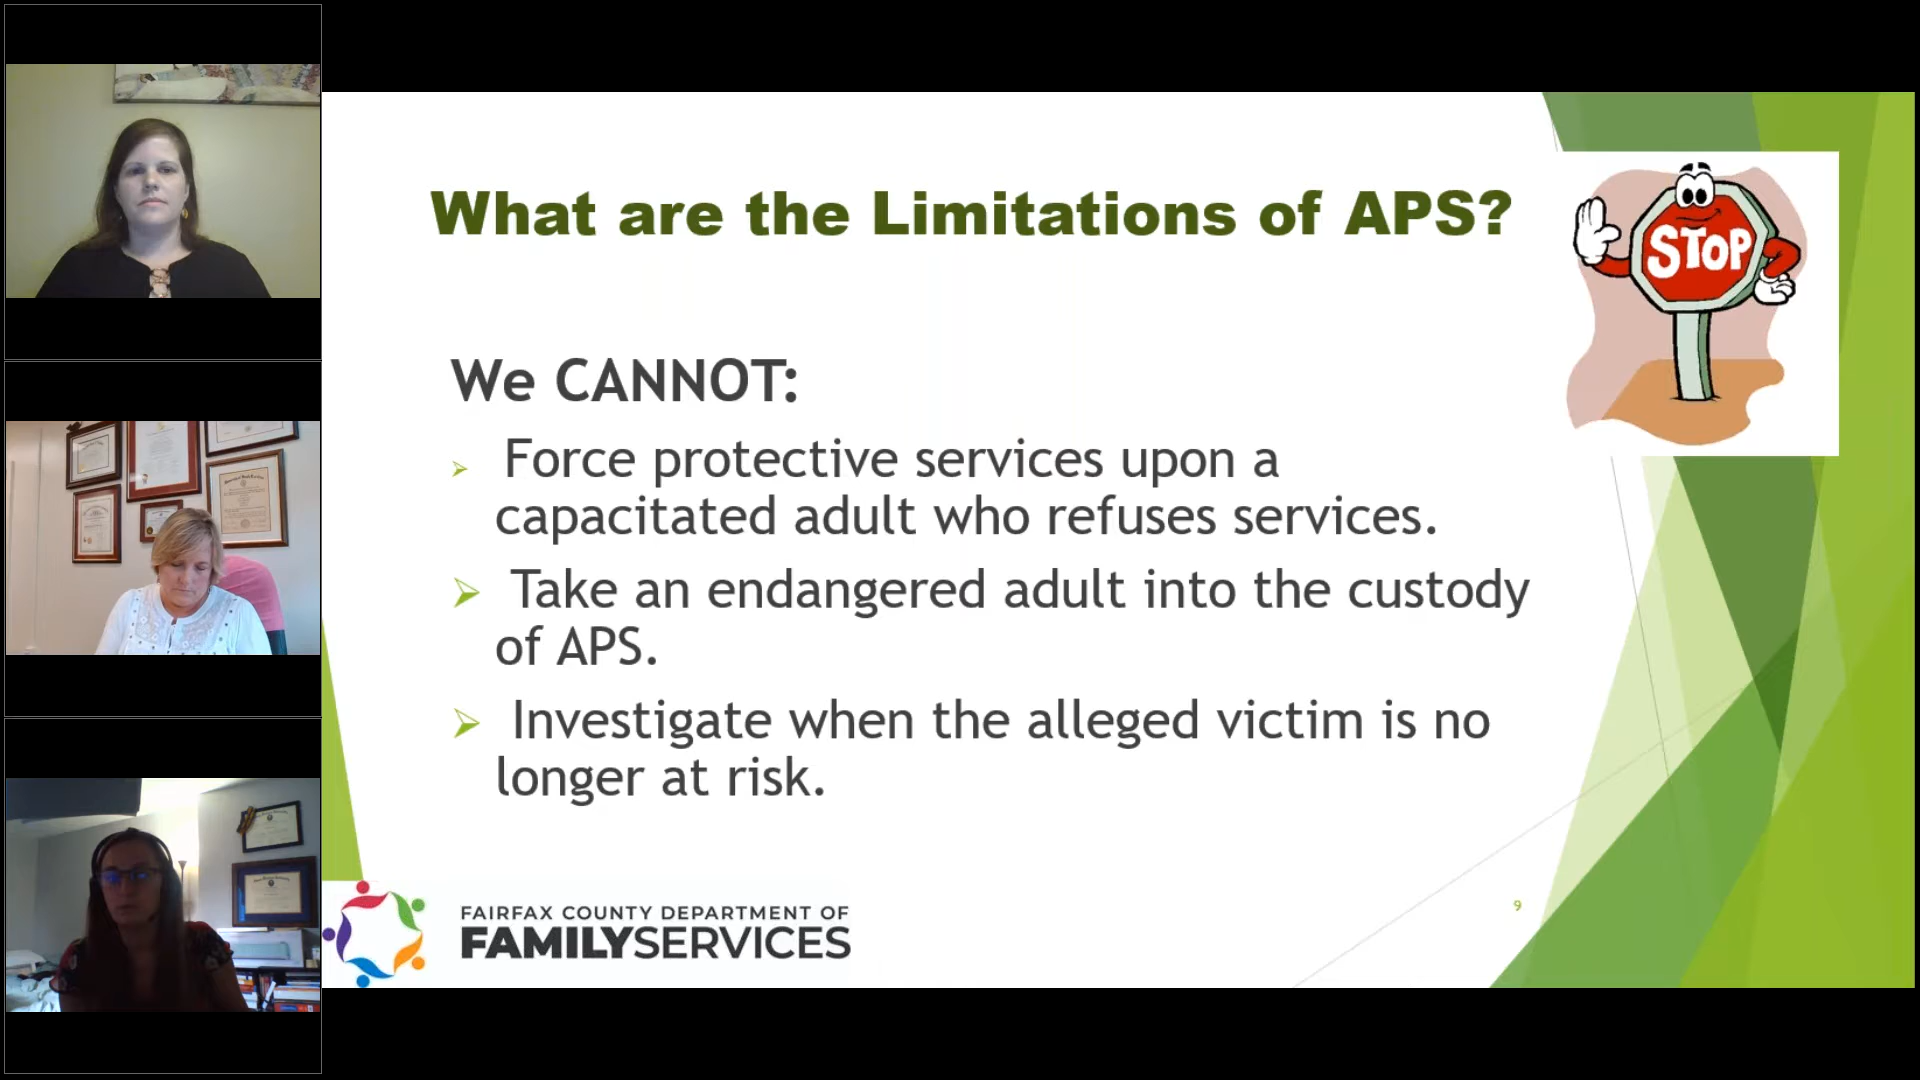 What are the Limitations of APS?
STOP
We CANNOT:
➢ Force protective services upon a
capacitated adult who refuses services.
➢ Take an endangered adult into the custody
of APS.
➢ Investigate when the alleged victim is no
longer at risk.
FAIRFAX COUNTY DEPARTMENT OF
FAMILYSERVICES
9